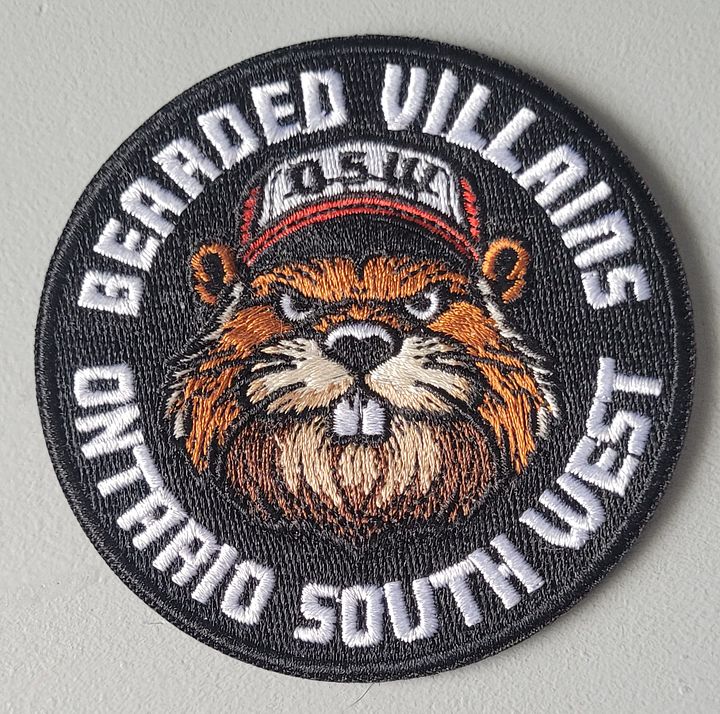 BEARDED VILLAINS
O.S.W
ONTARIO SOUTH WEST